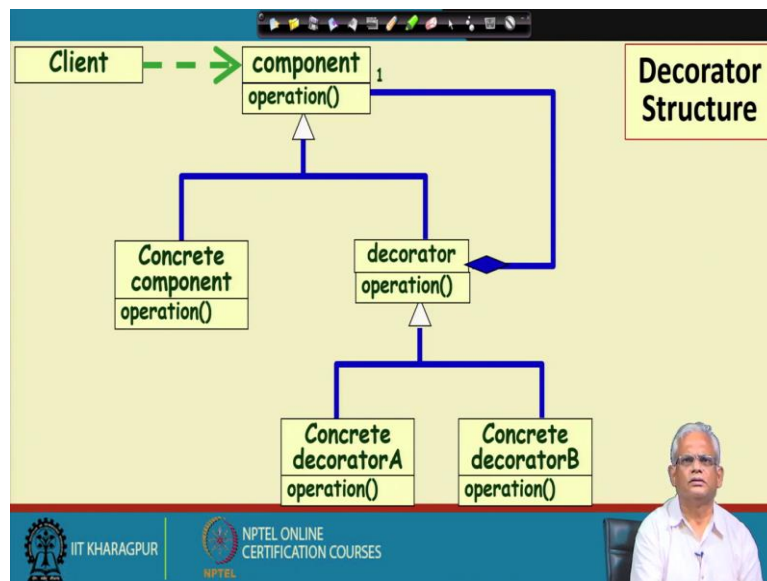 Client
component
1
operation()
Decorator
Structure
Concrete
component
operation()
decorator
operation()
Concrete
decoratorA
operation()
Concrete
decoratorB
operation()
IIT KHARAGPUR
NPTEL
NPTEL ONLINE
CERTIFICATION COURSES